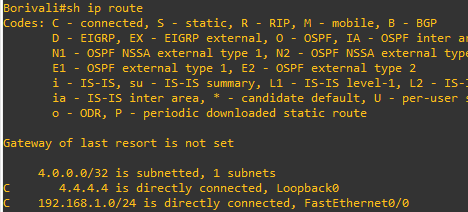 Borivali#sh ip route
Codes: C - connected, S - static, R - RIP, M - mobile, B - BGP
D - EIGRP, EX - EIGRP external, O - OSPF, IA - OSPF inter ar
N1 - OSPF NSSA external type 1, N2 - OSPF NSSA external type
E1 - OSPF external type 1, E2 - OSPF external type 2
i - IS-IS, su - IS-IS summary, L1 - IS-IS level-1, L2 - IS-I
ia - IS-IS inter area, * - candidate default, U - per-user s
o - ODR, P - periodic downloaded static route
Gateway of last resort is not set
4.0.0.0/32 is subnetted, 1 subnets
C 4.4.4.4 is directly connected, Loopback0
C 192.168.1.0/24 is directly connected, FastEthernet0/0